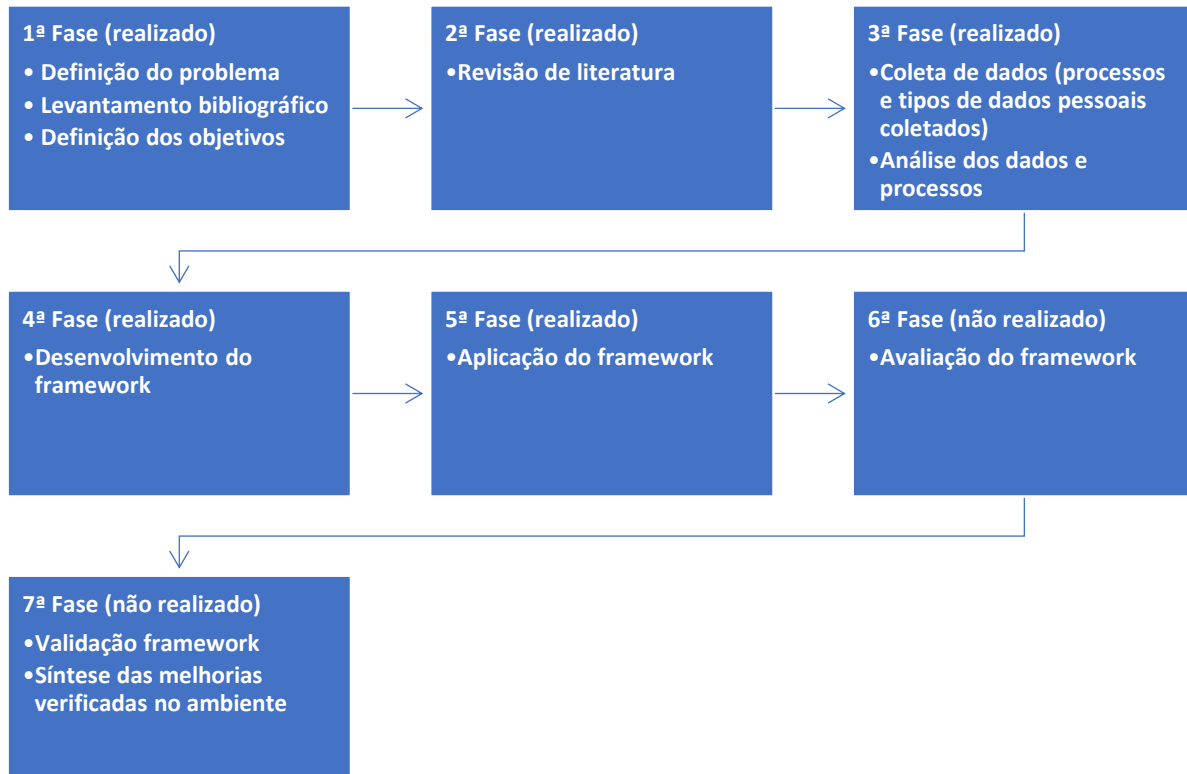 1ª Fase (realizado)
• Definição do problema
• Levantamento bibliográfico
• Definição dos objetivos
2ª Fase (realizado)
•Revisão de literatura
3ª Fase (realizado)
•Coleta de dados (processos
e tipos de dados pessoais
coletados)
•Análise dos dados e
processos
4ª Fase (realizado)
•Desenvolvimento do
framework
5ª Fase (realizado)
•Aplicação do framework
6ª Fase (não realizado)
•Avaliação do framework
7ª Fase (não realizado)
•Validação framework
•Síntese das melhorias
verificadas no ambiente